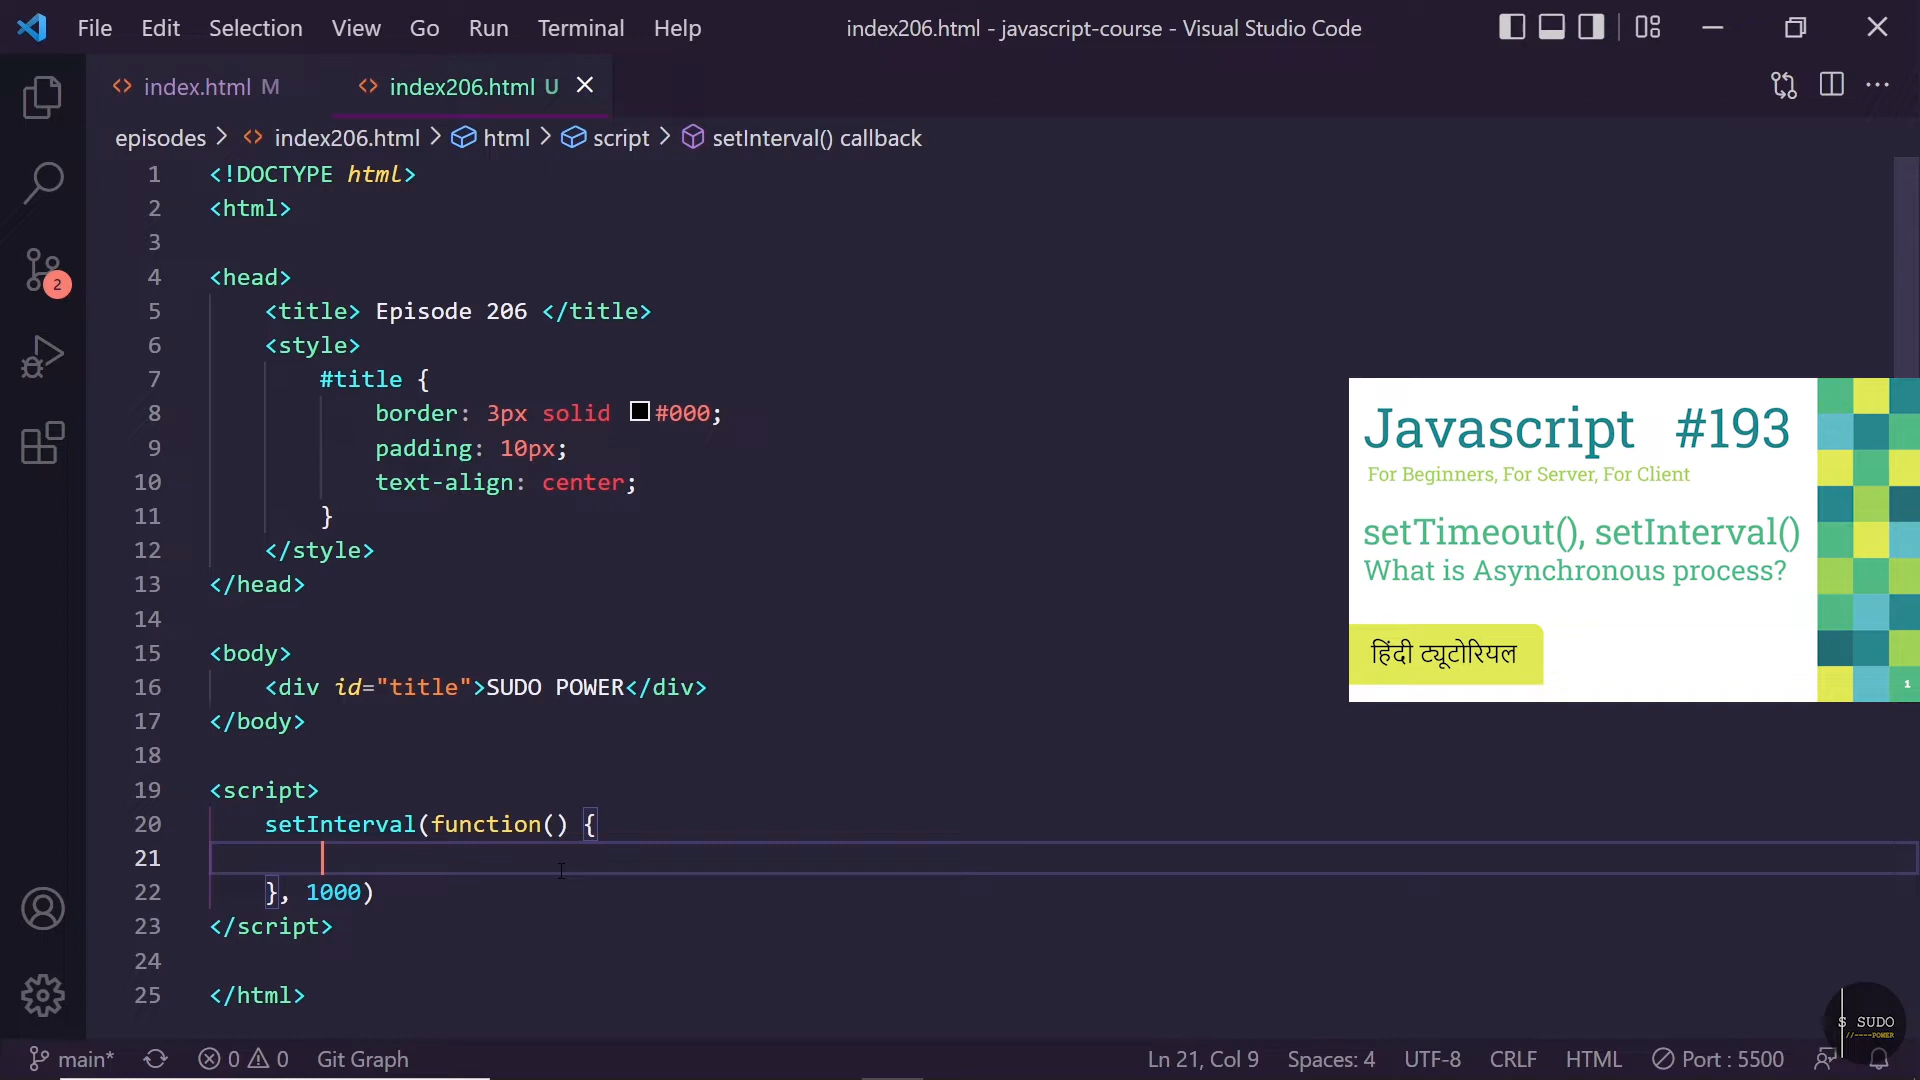 File Edit Selection View Go Run Terminal Help index206.html - javascript-course - Visual Studio Code
index.html M index206.html U
episodes > index206.html > html > script > setInterval() callback
1 <!DOCTYPE html>
2 <html>
3
4 <head>
5 <title> Episode 206 </title>
6 <style>
7 #title {
8 border: 3px solid #000;
9 padding: 10px;
10 text-align: center;
11 }
12 </style>
13 </head>
14
15 <body>
16 <div id="title">SUDO POWER</div>
17 </body>
18
19 <script>
20 setInterval(function() {
21
22 }, 1000)
23 </script>
24
25 </html>
2
Javascript #193
For Beginners, For Server, For Client
setTimeout(), setInterval()
What is Asynchronous process?
हिंदी ट्यूटोरियल
1
$ SUDO
//----POWER
main* 0 0 Git Graph Ln 21, Col 9 Spaces: 4 UTF-8 CRLF HTML Port : 5500